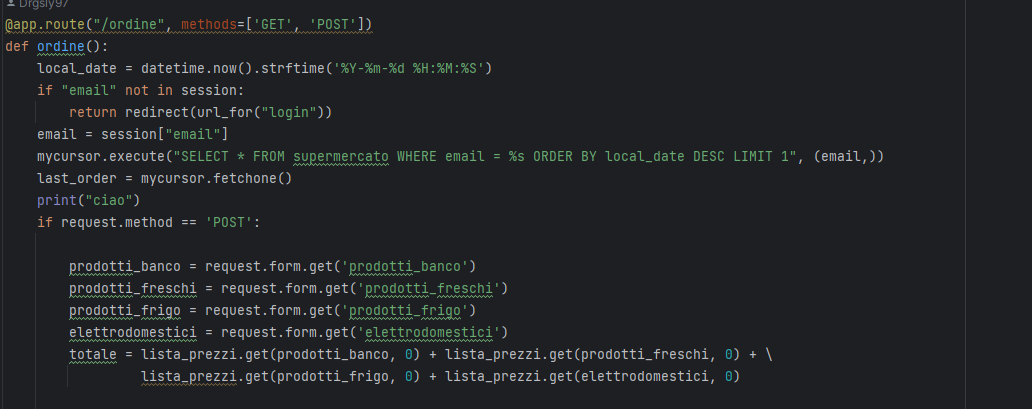 Drgsly97
@app.route("/ordine", methods=['GET', 'POST'])
def ordine():
    local_date = datetime.now().strftime('%Y-%m-%d %H:%M:%S')
    if "email" not in session:
        return redirect(url_for("login"))
    email = session["email"]
    mycursor.execute("SELECT * FROM supermercato WHERE email = %s ORDER BY local_date DESC LIMIT 1", (email,))
    last_order = mycursor.fetchone()
    print("ciao")
    if request.method == 'POST':
        prodotti_banco = request.form.get('prodotti_banco')
        prodotti_freschi = request.form.get('prodotti_freschi')
        prodotti_frigo = request.form.get('prodotti_frigo')
        elettrodomestici = request.form.get('elettrodomestici')
        totale = lista_prezzi.get(prodotti_banco, 0) + lista_prezzi.get(prodotti_freschi, 0) + \
                 lista_prezzi.get(prodotti_frigo, 0) + lista_prezzi.get(elettrodomestici, 0)